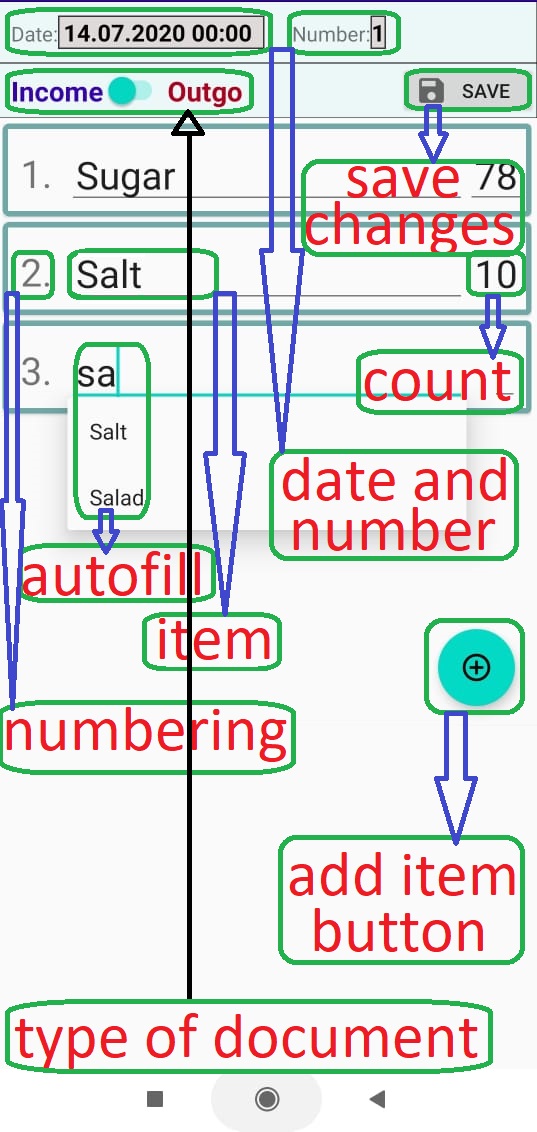 Date: 14.07.2020 00:00 Number: 1
Income Outgo SAVE
1. Sugar 78
save
changes
2. Salt 10
3. sa
count
Salt
Salad
date and
number
autofill
item
numbering
add item
button
type of document